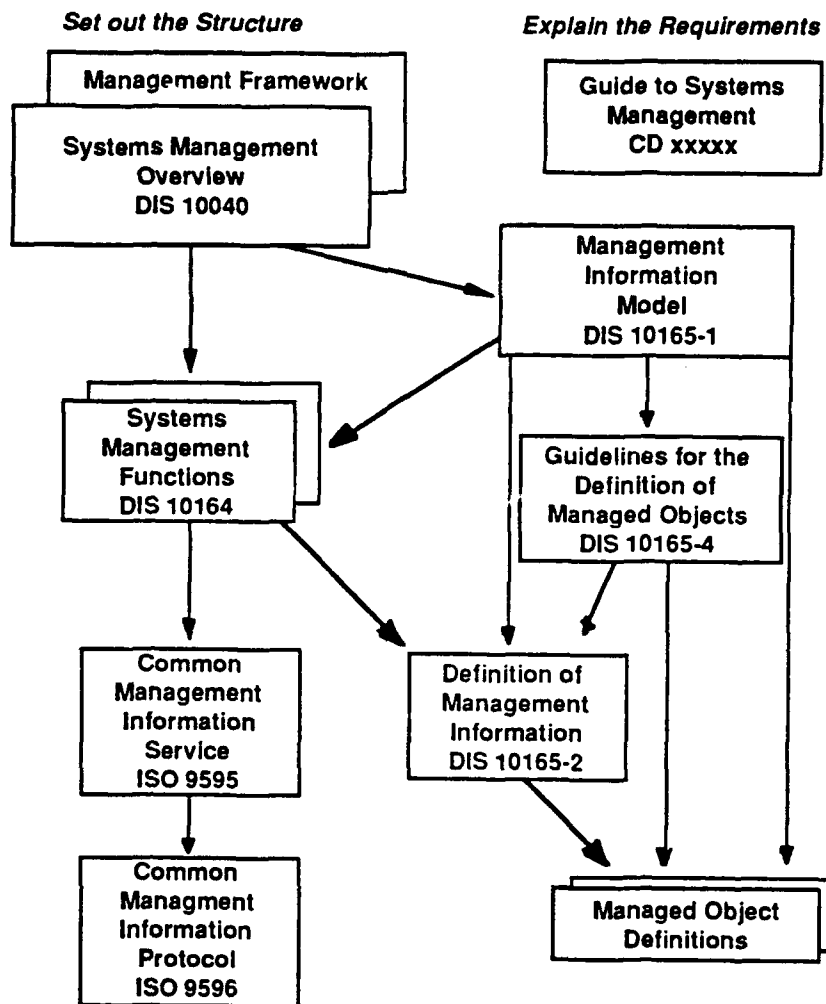 Set out the Structure
Explain the Requirements
Management Framework
Systems Management
Overview
DIS 10040
Guide to Systems
Management
CD xxxxx
Management
Information
Model
DIS 10165-1
Systems
Management
Functions
DIS 10164
Guidelines for the
Definition of
Managed Objects
DIS 10165-4
Common
Management
Information
Service
ISO 9595
Definition of
Management
Information
DIS 10165-2
Common
Managment
Information
Protocol
ISO 9596
Managed Object
Definitions